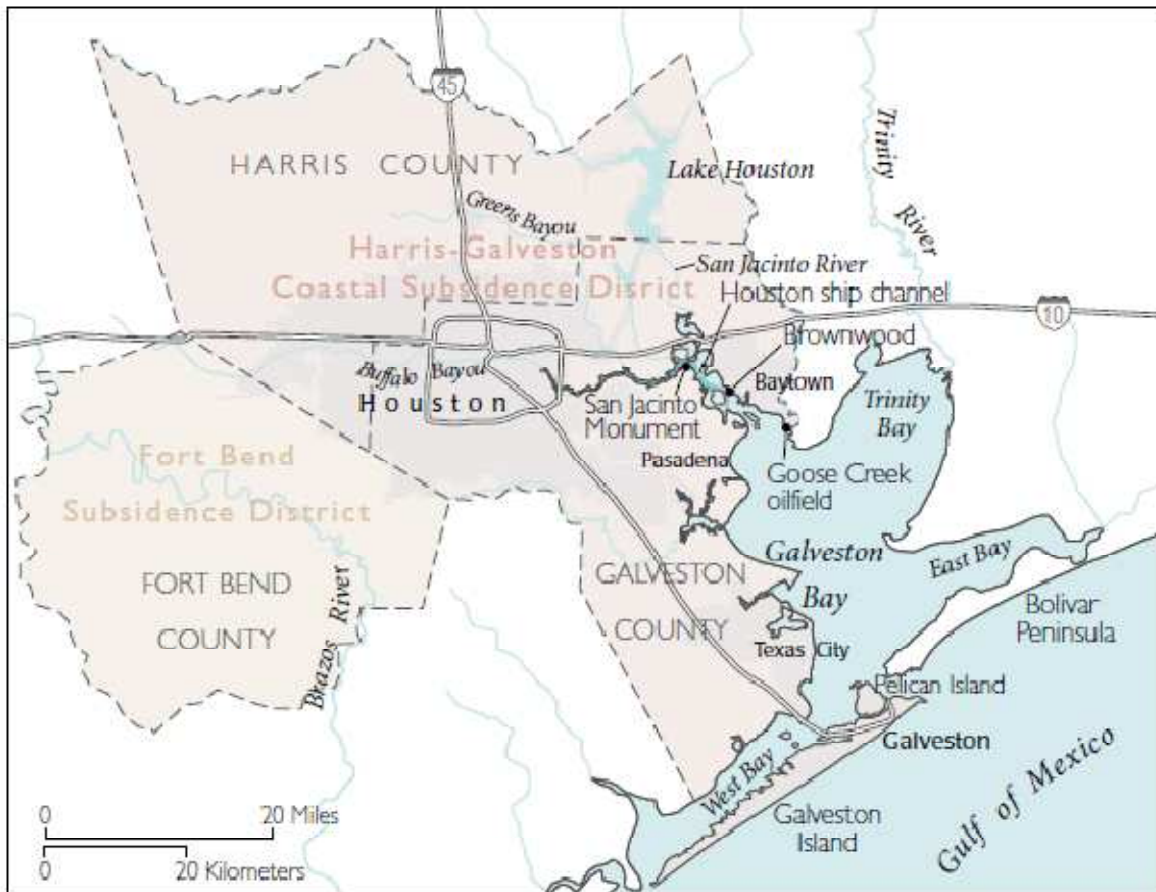 45
HARRIS COUNTY
Lake Houston
Trinity
River
Greens Bayou
Harris-Galveston
Coastal Subsidence Disrict
San Jacinto River
Houston ship channel
10
Brownwood
Buffalo Bayou
Houston
Baytown
San Jacinto
Monument
Trinity
Bay
Pasadena
Goose Creek
oilfield
Fort Bend
Subsidence District
Galveston
Bay
East Bay
FORT BEND
COUNTY
GALVESTON
COUNTY
Bolivar
Peninsula
Brazos River
Texas City
Pelican Island
Galveston
West Bay
Galveston
Island
Gulf of Mexico
0 20 Miles
0 20 Kilometers